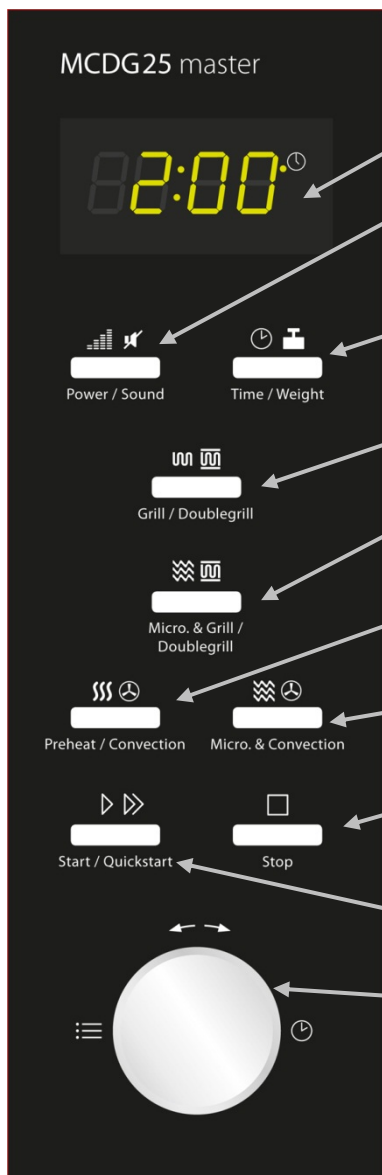 MCDG25 master
2:00
Power / Sound
Time / Weight
Grill / Doublegrill
Micro. & Grill /
Doublegrill
Preheat / Convection
Micro. & Convection
Start / Quickstart
Stop